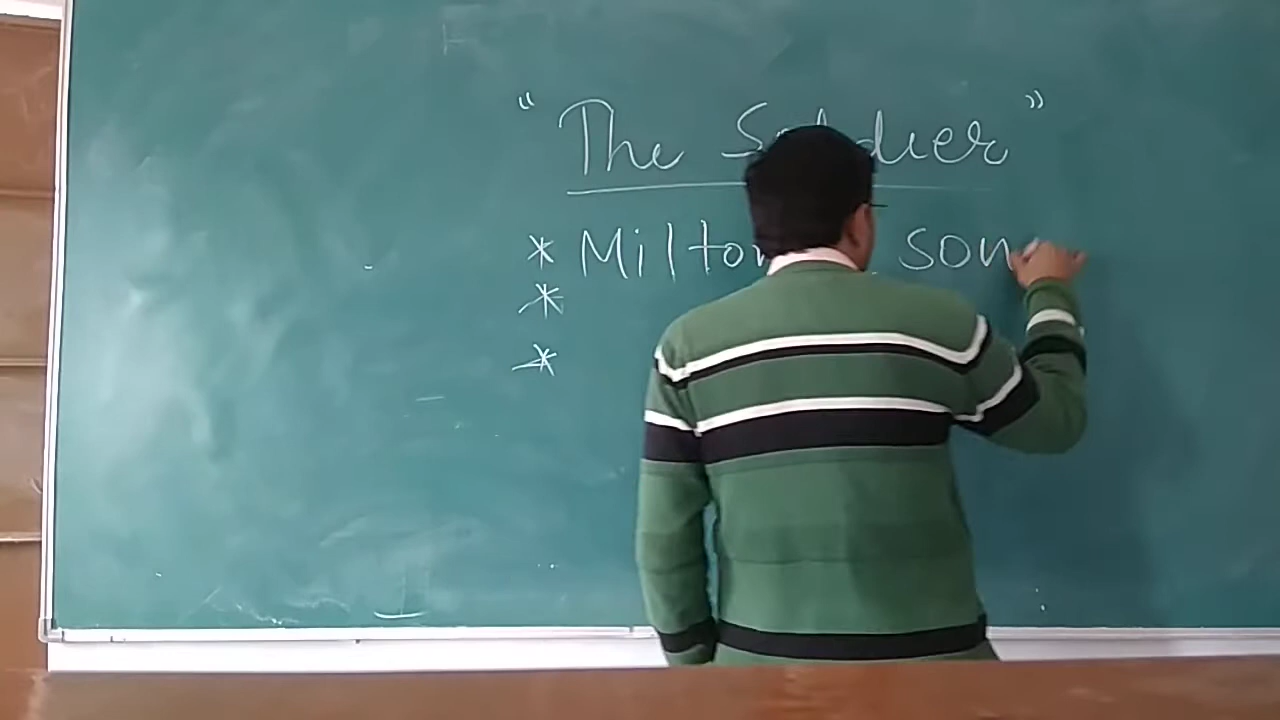 “ The Soldier ”
* Milton son
*
*